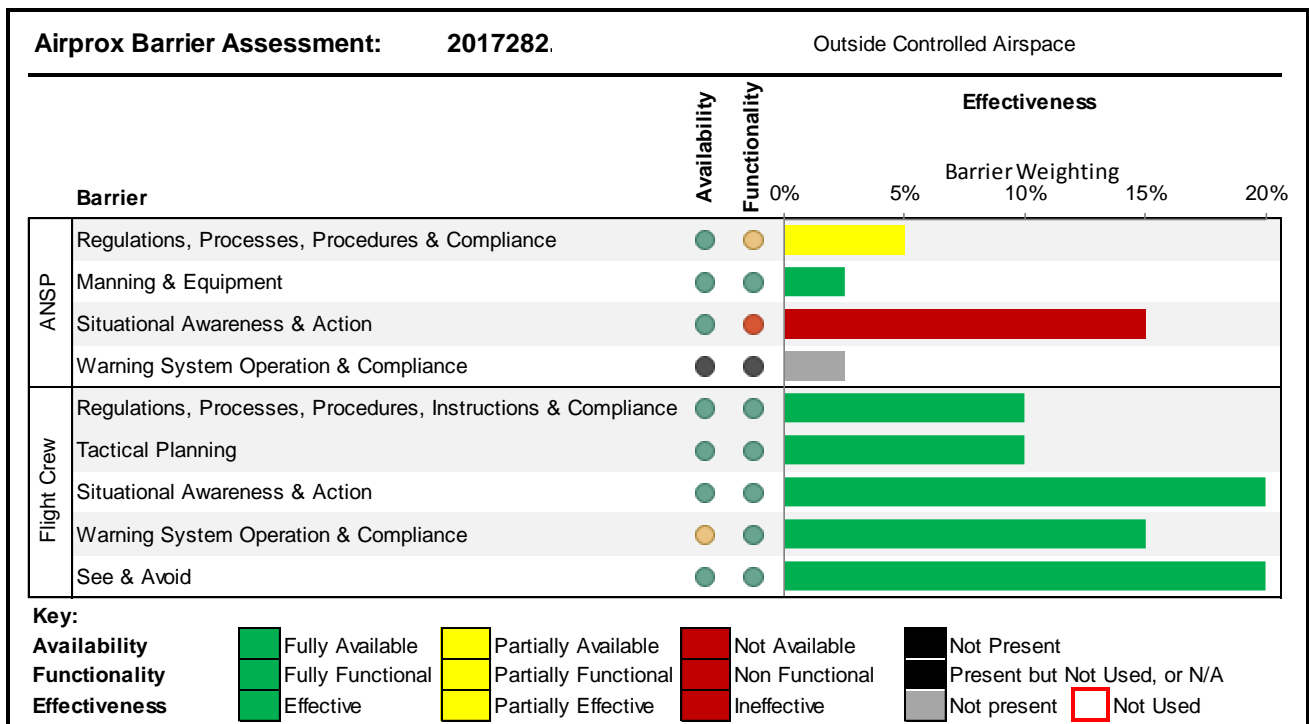 Airprox Barrier Assessment: 2017282. Outside Controlled Airspace
Availability
Functionality
Effectiveness
Barrier Weighting
Barrier
0% 5% 10% 15% 20%
ANSP
Regulations, Processes, Procedures & Compliance
Manning & Equipment
Situational Awareness & Action
Warning System Operation & Compliance
Flight Crew
Regulations, Processes, Procedures, Instructions & Compliance
Tactical Planning
Situational Awareness & Action
Warning System Operation & Compliance
See & Avoid
Key:
Availability Fully Available Partially Available Not Available Not Present
Functionality Fully Functional Partially Functional Non Functional Present but Not Used, or N/A
Effectiveness Effective Partially Effective Ineffective Not present Not Used